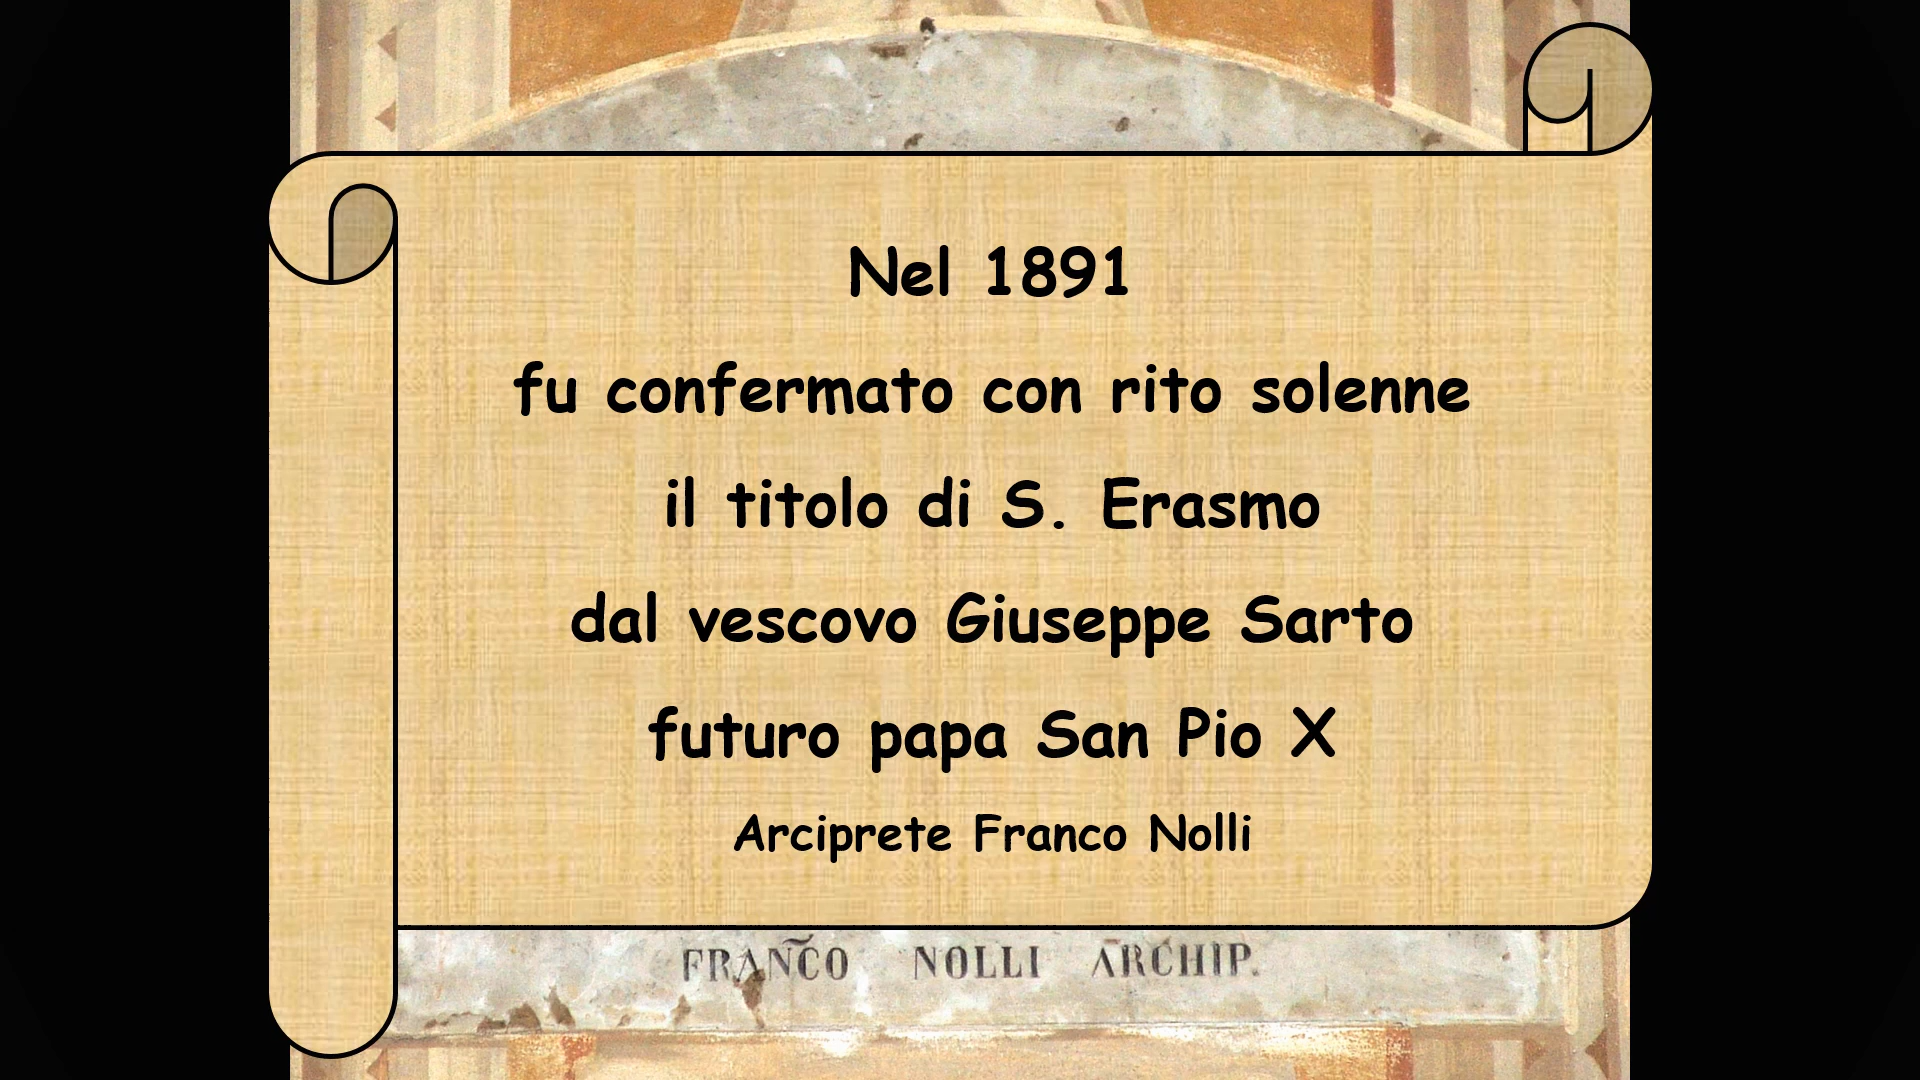 Nel 1891
fu confermato con rito solenne
il titolo di S. Erasmo
dal vescovo Giuseppe Sarto
futuro papa San Pio X
Arciprete Franco Nolli
FRANC̃O NOLLI ARCHIP.